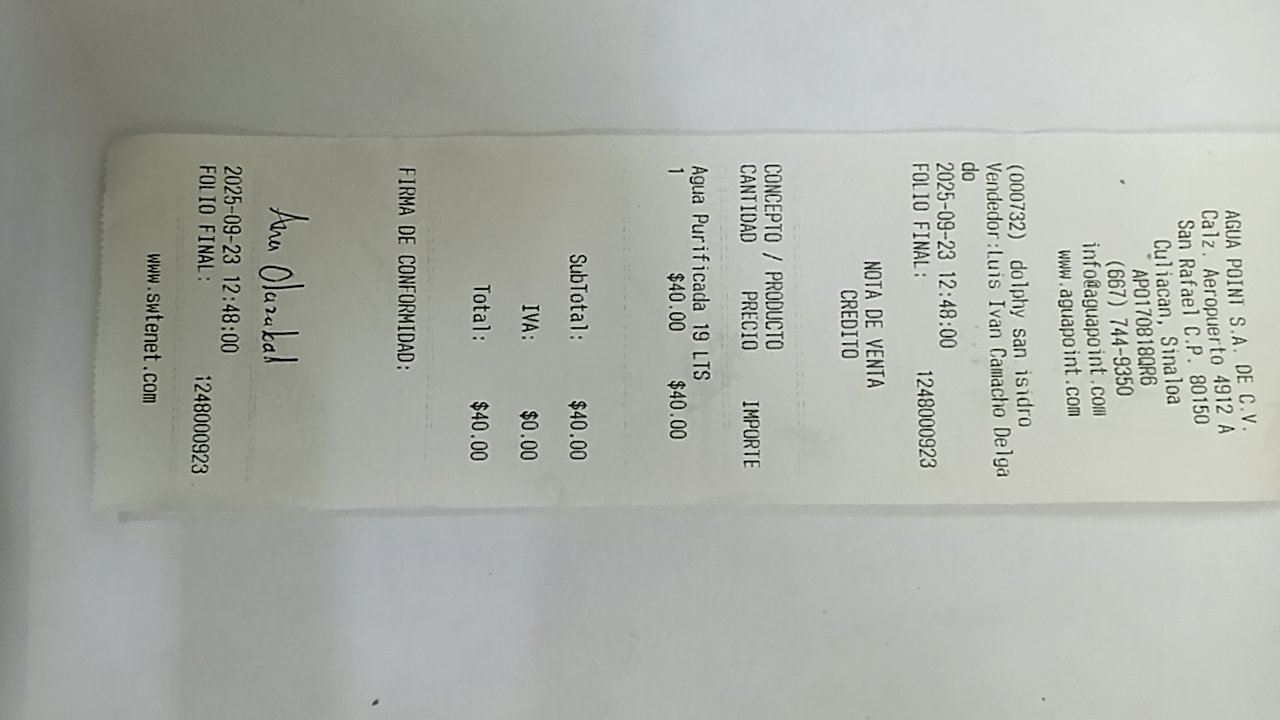 AGUA POINT S.A. DE C.V.
Calz. Aeropuerto 4912 A
San Rafael C.P. 80150
Culiacan, Sinaloa
APO170818QR6
(667) 744-9350
info@aguapoint.com
www.aguapoint.com
(000732) dolphy san isidro
Vendedor:Luis Ivan Camacho Delga
do
2025-09-23 12:48:00
FOLIO FINAL: 1248000923
NOTA DE VENTA
CREDITO
CONCEPTO / PRODUCTO
CANTIDAD PRECIO IMPORTE
Agua Purificada 19 LTS
1 $40.00 $40.00
SubTotal: $40.00
IVA: $0.00
Total: $40.00
FIRMA DE CONFORMIDAD:
Ana Olazabal
2025-09-23 12:48:00
FOLIO FINAL: 1248000923
www.swtenet.com